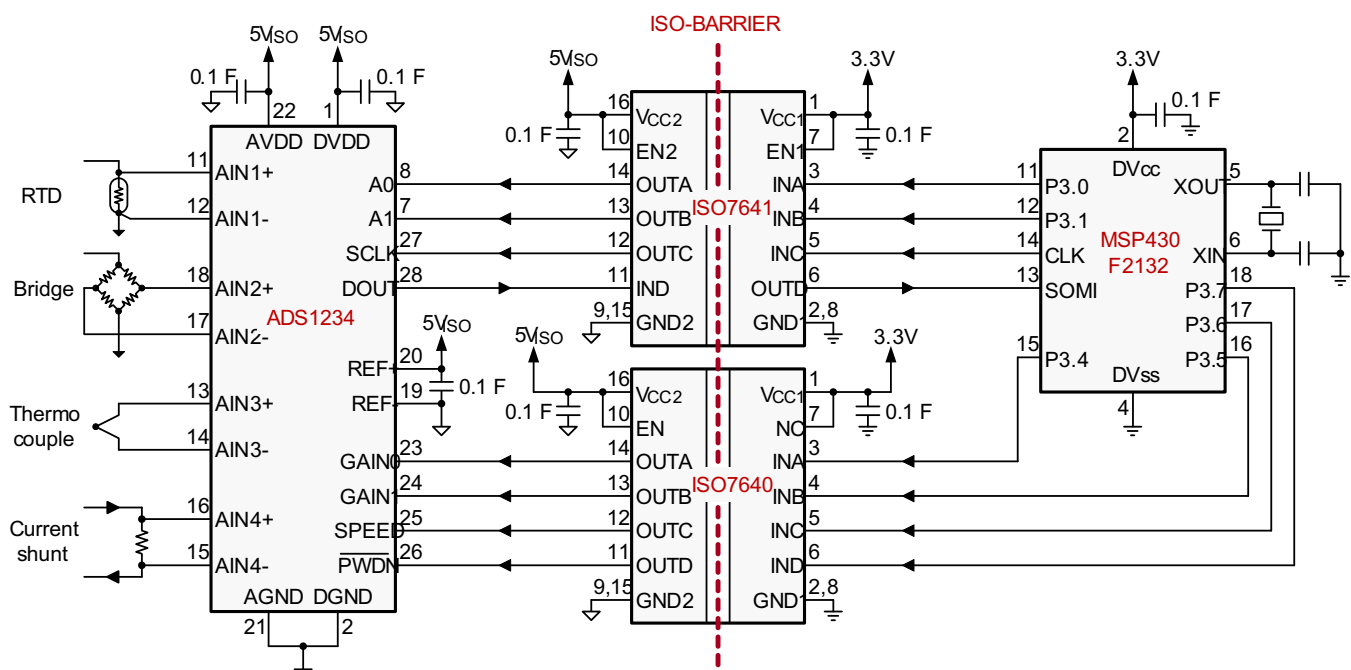 ISO-BARRIER
5VISO 5VISO
0.1 F 0.1 F
22 1
AVDD DVDD
RTD
11 AIN1+
12 AIN1-
Bridge
18 AIN2+
17 AIN2-
Thermo
couple
13 AIN3+
14 AIN3-
Current
shunt
16 AIN4+
15 AIN4-
ADS1234
A0 8
A1 7
SCLK 27
DOUT 28
5VISO
REF+ 20
0.1 F
REF- 19
GAIN0 23
GAIN1 24
SPEED 25
PWDN 26
AGND DGND
21 2
5VISO 3.3V
16 VCC2 VCC1 1
0.1 F 0.1 F
10 EN2 EN1 7
14 OUTA INA 3
ISO7641
13 OUTB INB 4
12 OUTC INC 5
11 IND OUTD 6
9,15 GND2 GND1 2,8
5VISO 3.3V
16 VCC2 VCC1 1
0.1 F 0.1 F
10 EN NC 7
14 OUTA INA 3
ISO7640
13 OUTB INB 4
12 OUTC INC 5
11 OUTD IND 6
9,15 GND2 GND1 2,8
3.3V
0.1 F
2
DVcc
11 P3.0 XOUT 5
12 P3.1
MSP430
F2132
14 CLK XIN 6
13 SOMI P3.7 18
P3.6 17
15 P3.4 P3.5 16
DVss
4